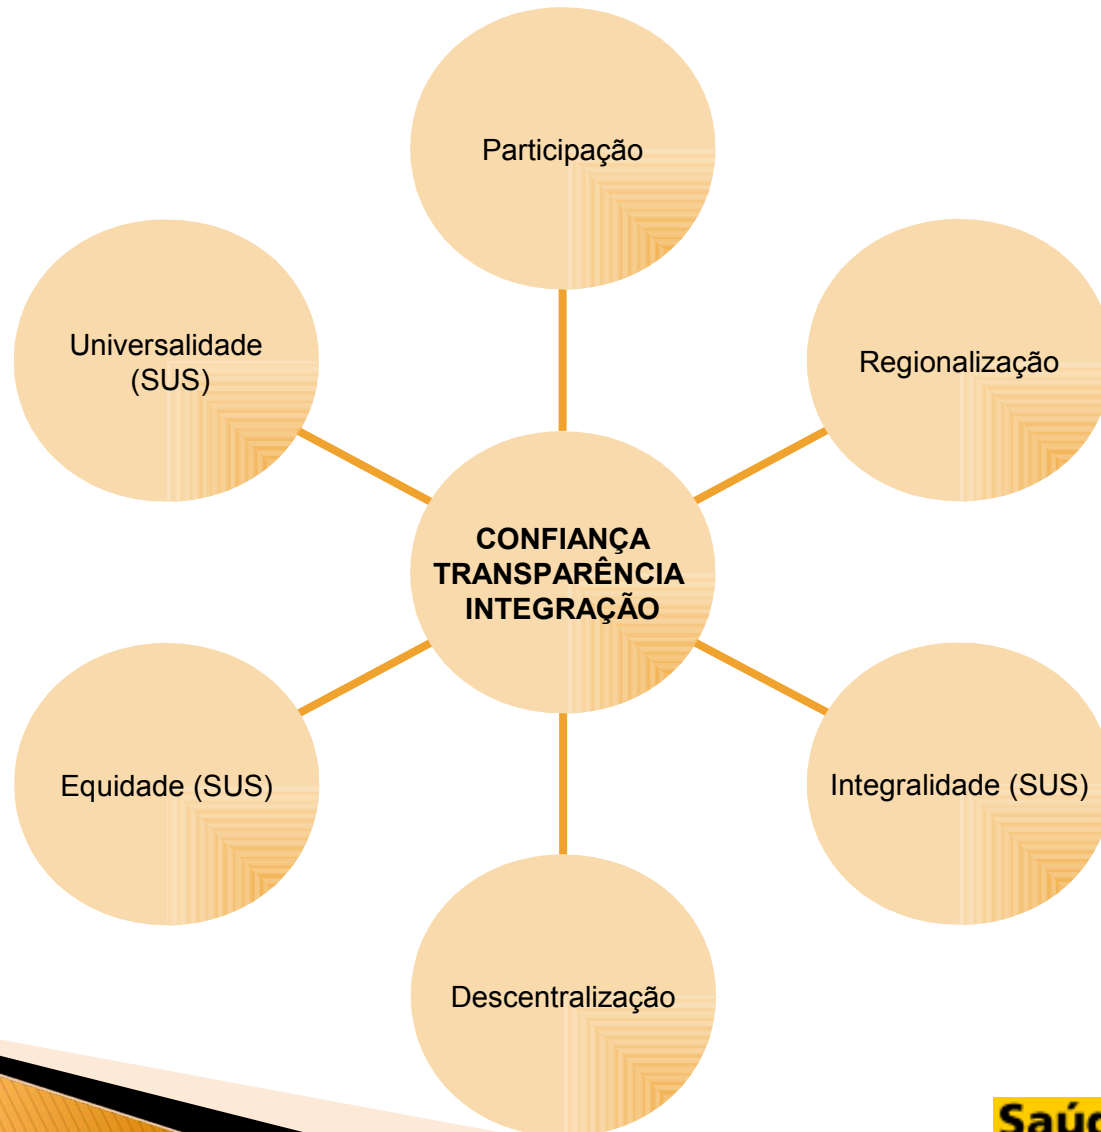 Participação
Universalidade
(SUS)
Regionalização
CONFIANÇA
TRANSPARÊNCIA
INTEGRAÇÃO
Equidade (SUS)
Integralidade (SUS)
Descentralização